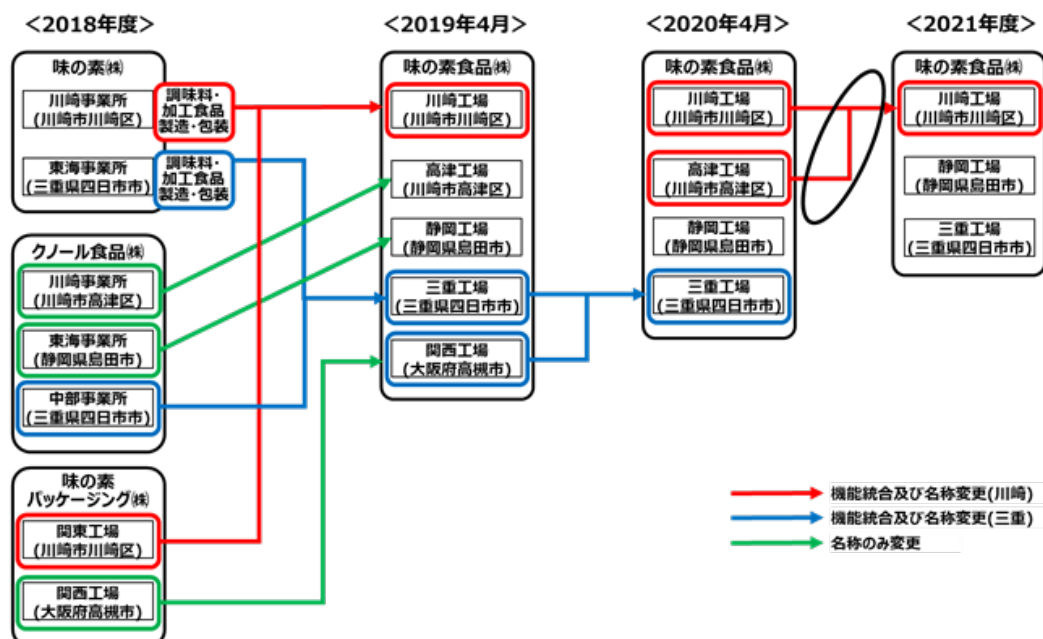 <2018年度>
味の素㈱
川崎事業所
(川崎市川崎区)
調味料・
加工食品
製造・包装
東海事業所
(三重県四日市市)
調味料・
加工食品
製造・包装
クノール食品㈱
川崎事業所
(川崎市高津区)
東海事業所
(静岡県島田市)
中部事業所
(三重県四日市市)
味の素
パッケージング㈱
関東工場
(川崎市川崎区)
関西工場
(大阪府高槻市)
<2019年4月>
味の素食品㈱
川崎工場
(川崎市川崎区)
高津工場
(川崎市高津区)
静岡工場
(静岡県島田市)
三重工場
(三重県四日市市)
関西工場
(大阪府高槻市)
<2020年4月>
味の素食品㈱
川崎工場
(川崎市川崎区)
高津工場
(川崎市高津区)
静岡工場
(静岡県島田市)
三重工場
(三重県四日市市)
<2021年度>
味の素食品㈱
川崎工場
(川崎市川崎区)
静岡工場
(静岡県島田市)
三重工場
(三重県四日市市)
機能統合及び名称変更(川崎)
機能統合及び名称変更(三重)
名称のみ変更